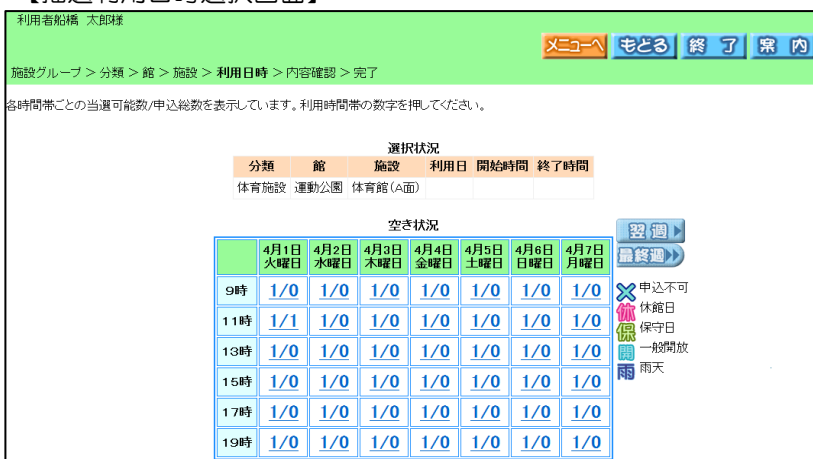 【抽選利用日時選択画面】
利用者船橋 太郎様
メニューへ もどる 終了 案内
施設グループ > 分類 > 館 > 施設 > 利用日時 > 内容確認 > 完了
各時間帯ごとの当選可能数/申込総数を表示しています。利用時間帯の数字を押してください。
選択状況
分類 館 施設 利用日 開始時間 終了時間
体育施設 運動公園 体育館(A面)
空き状況
翌週
最終週
4月1日 4月2日 4月3日 4月4日 4月5日 4月6日 4月7日
火曜日 水曜日 木曜日 金曜日 土曜日 日曜日 月曜日
9時 1/0 1/0 1/0 1/0 1/0 1/0 1/0
11時 1/1 1/0 1/0 1/0 1/0 1/0 1/0
13時 1/0 1/0 1/0 1/0 1/0 1/0 1/0
15時 1/0 1/0 1/0 1/0 1/0 1/0 1/0
17時 1/0 1/0 1/0 1/0 1/0 1/0 1/0
19時 1/0 1/0 1/0 1/0 1/0 1/0 1/0
申込不可
休 休館日
保 保守日
開 一般開放
雨 雨天